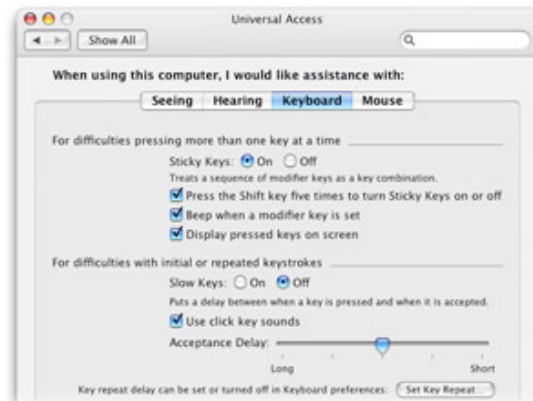 Universal Access
Show All
When using this computer, I would like assistance with:
Seeing Hearing Keyboard Mouse
For difficulties pressing more than one key at a time
Sticky Keys: On Off
Treats a sequence of modifier keys as a key combination.
Press the Shift key five times to turn Sticky Keys on or off
Beep when a modifier key is set
Display pressed keys on screen
For difficulties with initial or repeated keystrokes
Slow Keys: On Off
Puts a delay between when a key is pressed and when it is accepted.
Use click key sounds
Acceptance Delay:
Long Short
Key repeat delay can be set or turned off in Keyboard preferences: Set Key Repeat...